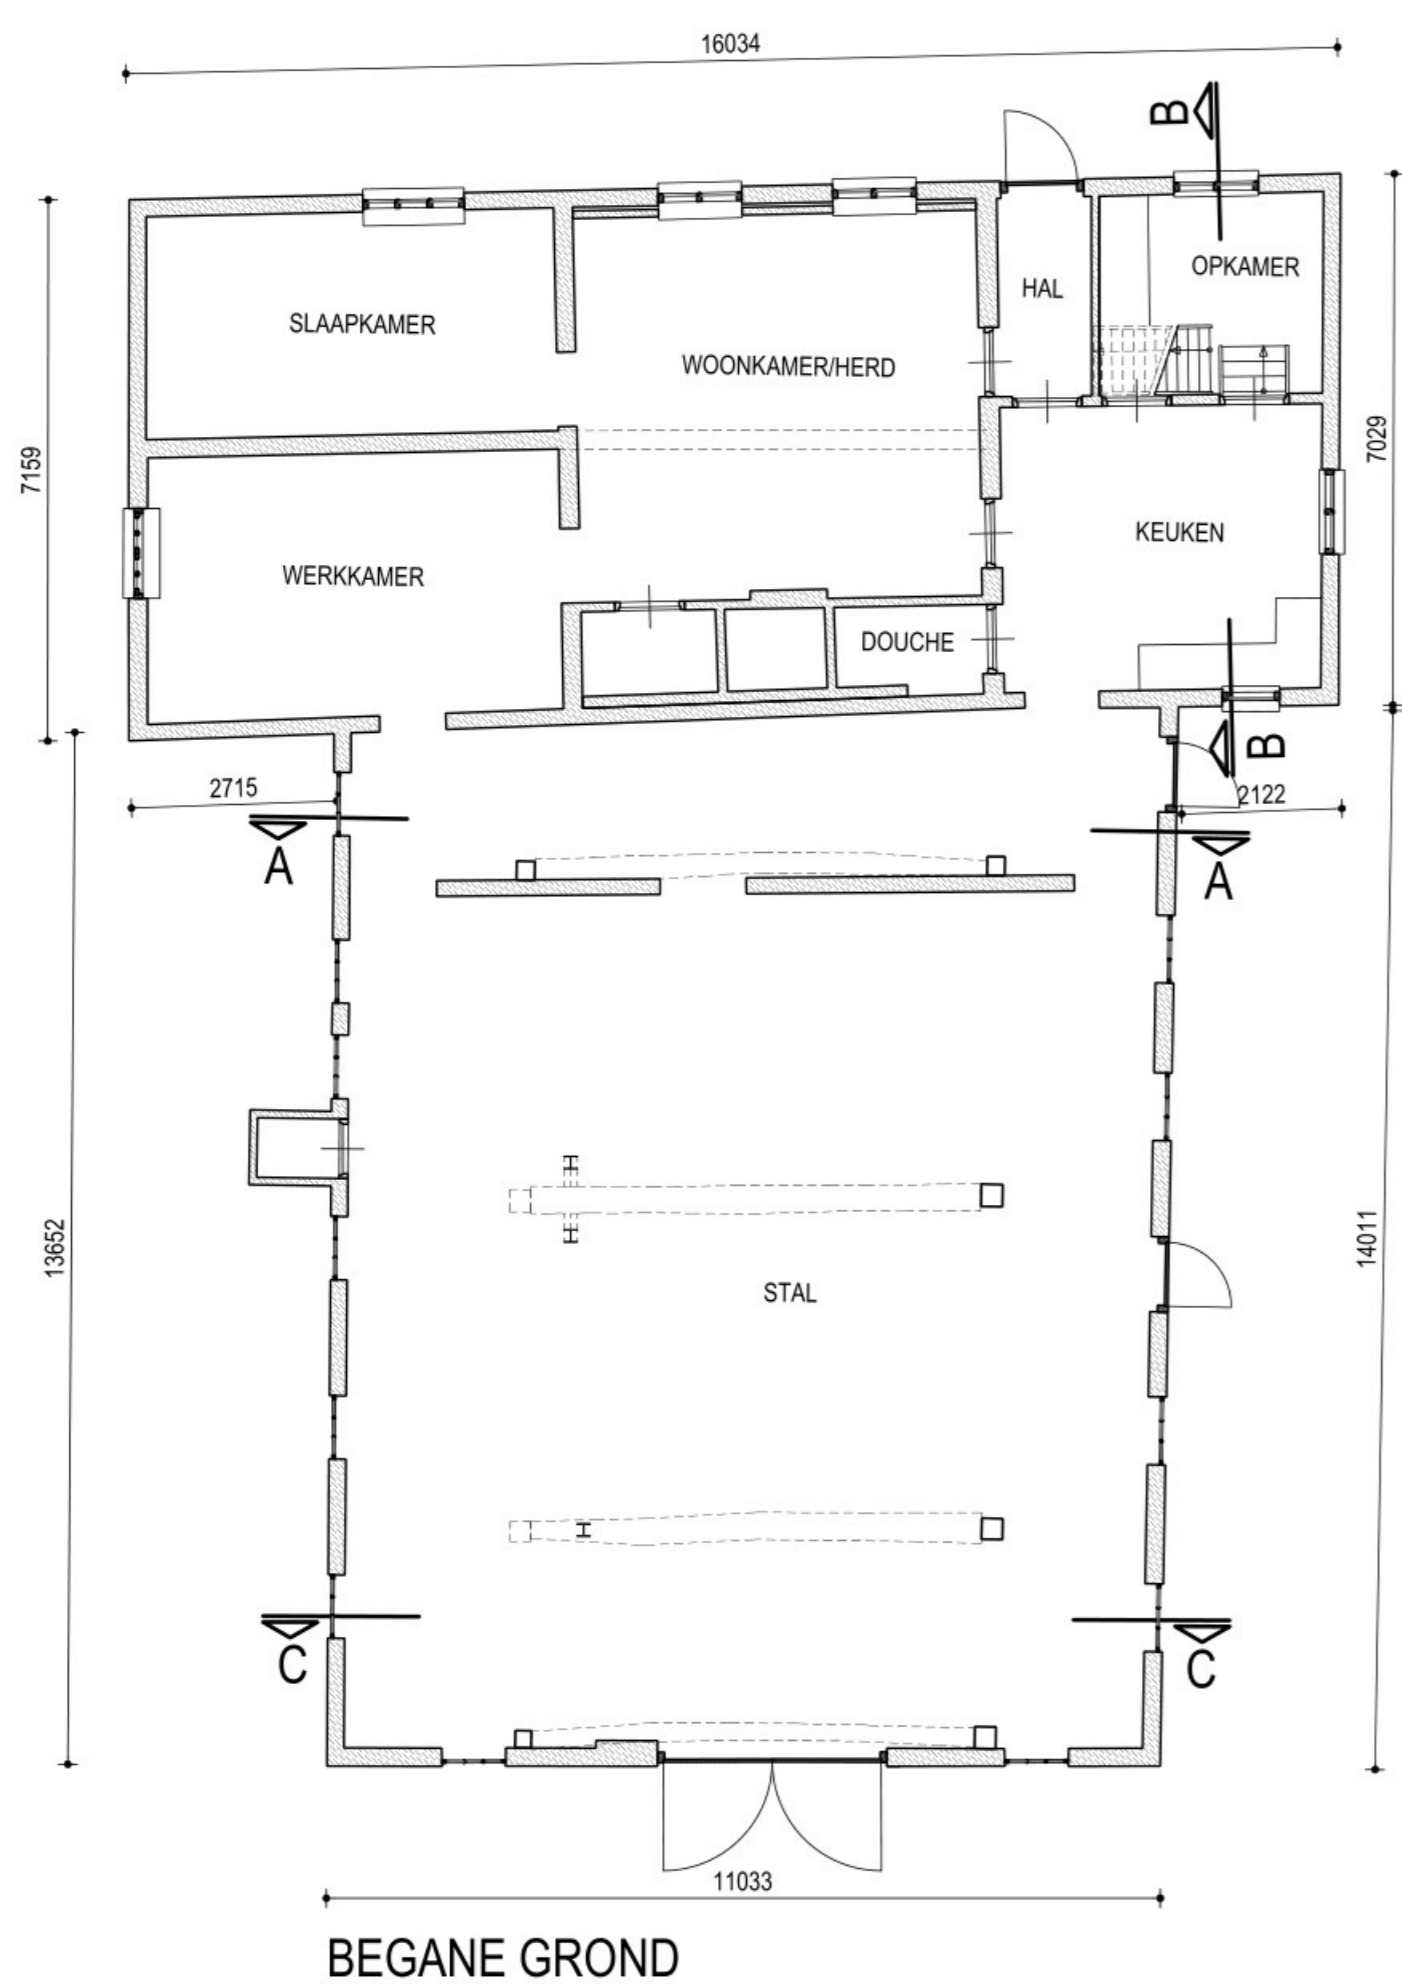 16034
B
OPKAMER
HAL
SLAAPKAMER
WOONKAMER/HERD
7159
7029
KEUKEN
WERKKAMER
DOUCHE
B
2715
2122
A
A
13652
14011
STAL
C
C
11033
BEGANE GROND